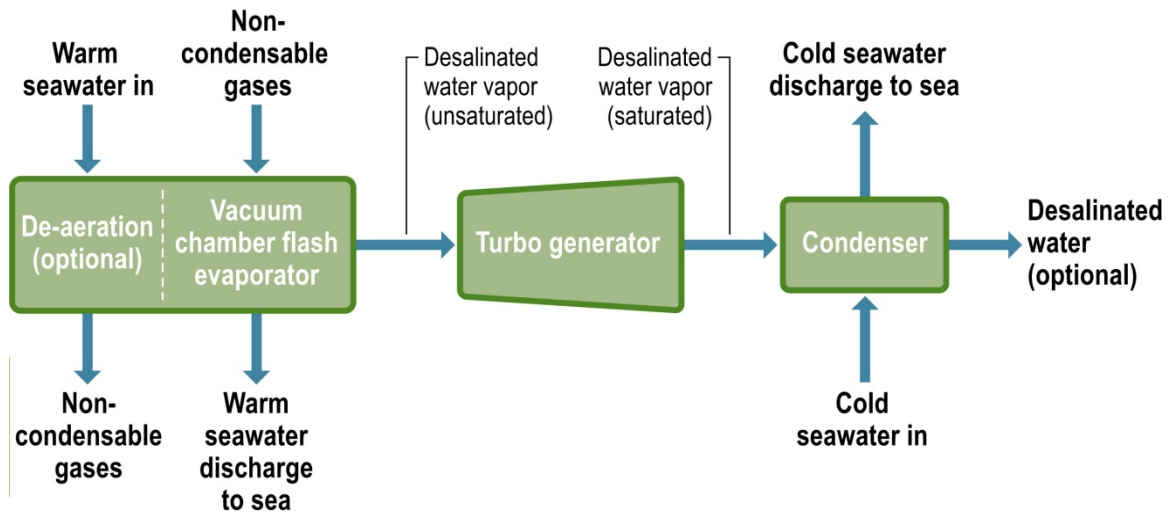 Warm
seawater in
Non-
condensable
gases
Desalinated
water vapor
(unsaturated)
Desalinated
water vapor
(saturated)
Cold seawater
discharge to sea
De-aeration
(optional)
Vacuum
chamber flash
evaporator
Turbo generator
Condenser
Desalinated
water
(optional)
Non-
condensable
gases
Warm
seawater
discharge
to sea
Cold
seawater in